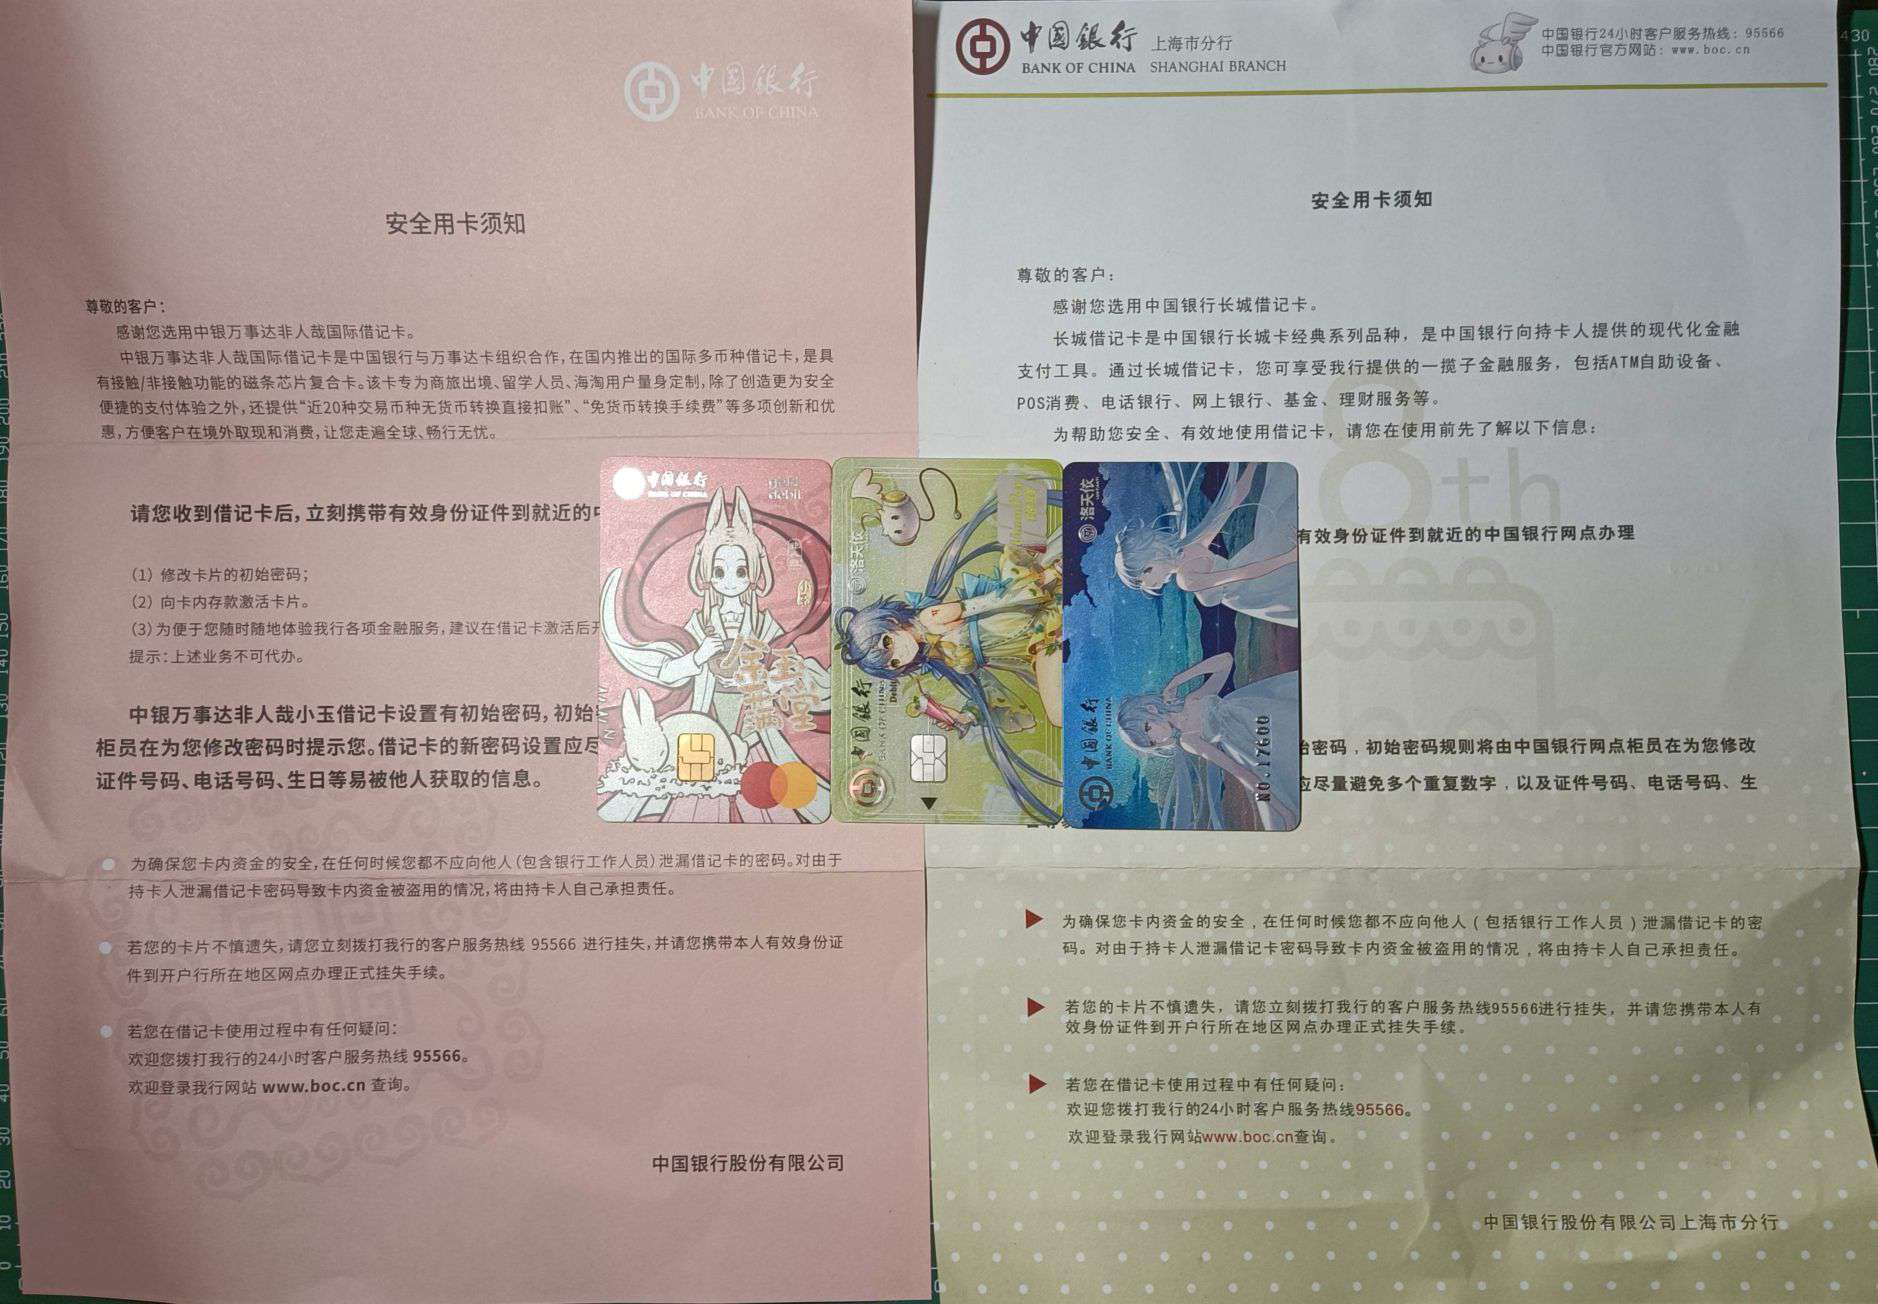 中国银行
BANK OF CHINA
安全用卡须知
尊敬的客户：
感谢您选用中银万事达非人哉国际借记卡。
中银万事达非人哉国际借记卡是中国银行与万事达卡组织合作，在国内推出的国际多币种借记卡，是具
有接触/非接触功能的磁条芯片复合卡。该卡专为商旅出境、留学人员、海淘用户量身定制，除了创造更为安全
便捷的支付体验之外，还提供“近20种交易币种无货币转换直接扣账”、“免货币转换手续费”等多项创新和优
惠，方便客户在境外取现和消费，让您走遍全球、畅行无忧。
请您收到借记卡后，立刻携带有效身份证件到就近的中
（1）修改卡片的初始密码；
（2）向卡内存款激活卡片。
（3）为便于您随时随地体验我行各项金融服务，建议在借记卡激活后开
提示：上述业务不可代办。
中银万事达非人哉小玉借记卡设置有初始密码，初始
柜员在为您修改密码时提示您。借记卡的新密码设置应尽
证件号码、电话号码、生日等易被他人获取的信息。
为确保您卡内资金的安全，在任何时候您都不应向他人（包含银行工作人员）泄漏借记卡的密码。对由于
持卡人泄漏借记卡密码导致卡内资金被盗用的情况，将由持卡人自己承担责任。
若您的卡片不慎遗失，请您立刻拨打我行的客户服务热线 95566 进行挂失，并请您携带本人有效身份证
件到开户行所在地区网点办理正式挂失手续。
若您在借记卡使用过程中有任何疑问：
欢迎您拨打我行的24小时客户服务热线 95566。
欢迎登录我行网站 www.boc.cn 查询。
中国银行股份有限公司
中国银行
BANK OF CHINA
gold
debit
小玉
金玉
满堂
洛天依
中国银行
BANK OF CHINA
Debit
洛天依
中国银行
BANK OF CHINA
NO.17600
中国银行 上海市分行
BANK OF CHINA SHANGHAI BRANCH
中国银行24小时客户服务热线：95566
中国银行官方网站：www.boc.cn
安全用卡须知
尊敬的客户：
感谢您选用中国银行长城借记卡。
长城借记卡是中国银行长城卡经典系列品种，是中国银行向持卡人提供的现代化金融
支付工具。通过长城借记卡，您可享受我行提供的一揽子金融服务，包括ATM自助设备、
POS消费、电话银行、网上银行、基金、理财服务等。
为帮助您安全、有效地使用借记卡，请您在使用前先了解以下信息：
8th
有效身份证件到就近的中国银行网点办理
始密码，初始密码规则将由中国银行网点柜员在为您修改
应尽量避免多个重复数字，以及证件号码、电话号码、生
为确保您卡内资金的安全，在任何时候您都不应向他人（包括银行工作人员）泄漏借记卡的密
码。对由于持卡人泄漏借记卡密码导致卡内资金被盗用的情况，将由持卡人自己承担责任。
若您的卡片不慎遗失，请您立刻拨打我行的客户服务热线95566进行挂失，并请您携带本人有
效身份证件到开户行所在地区网点办理正式挂失手续。
若您在借记卡使用过程中有任何疑问：
欢迎您拨打我行的24小时客户服务热线95566。
欢迎登录我行网站www.boc.cn查询。
中国银行股份有限公司上海市分行